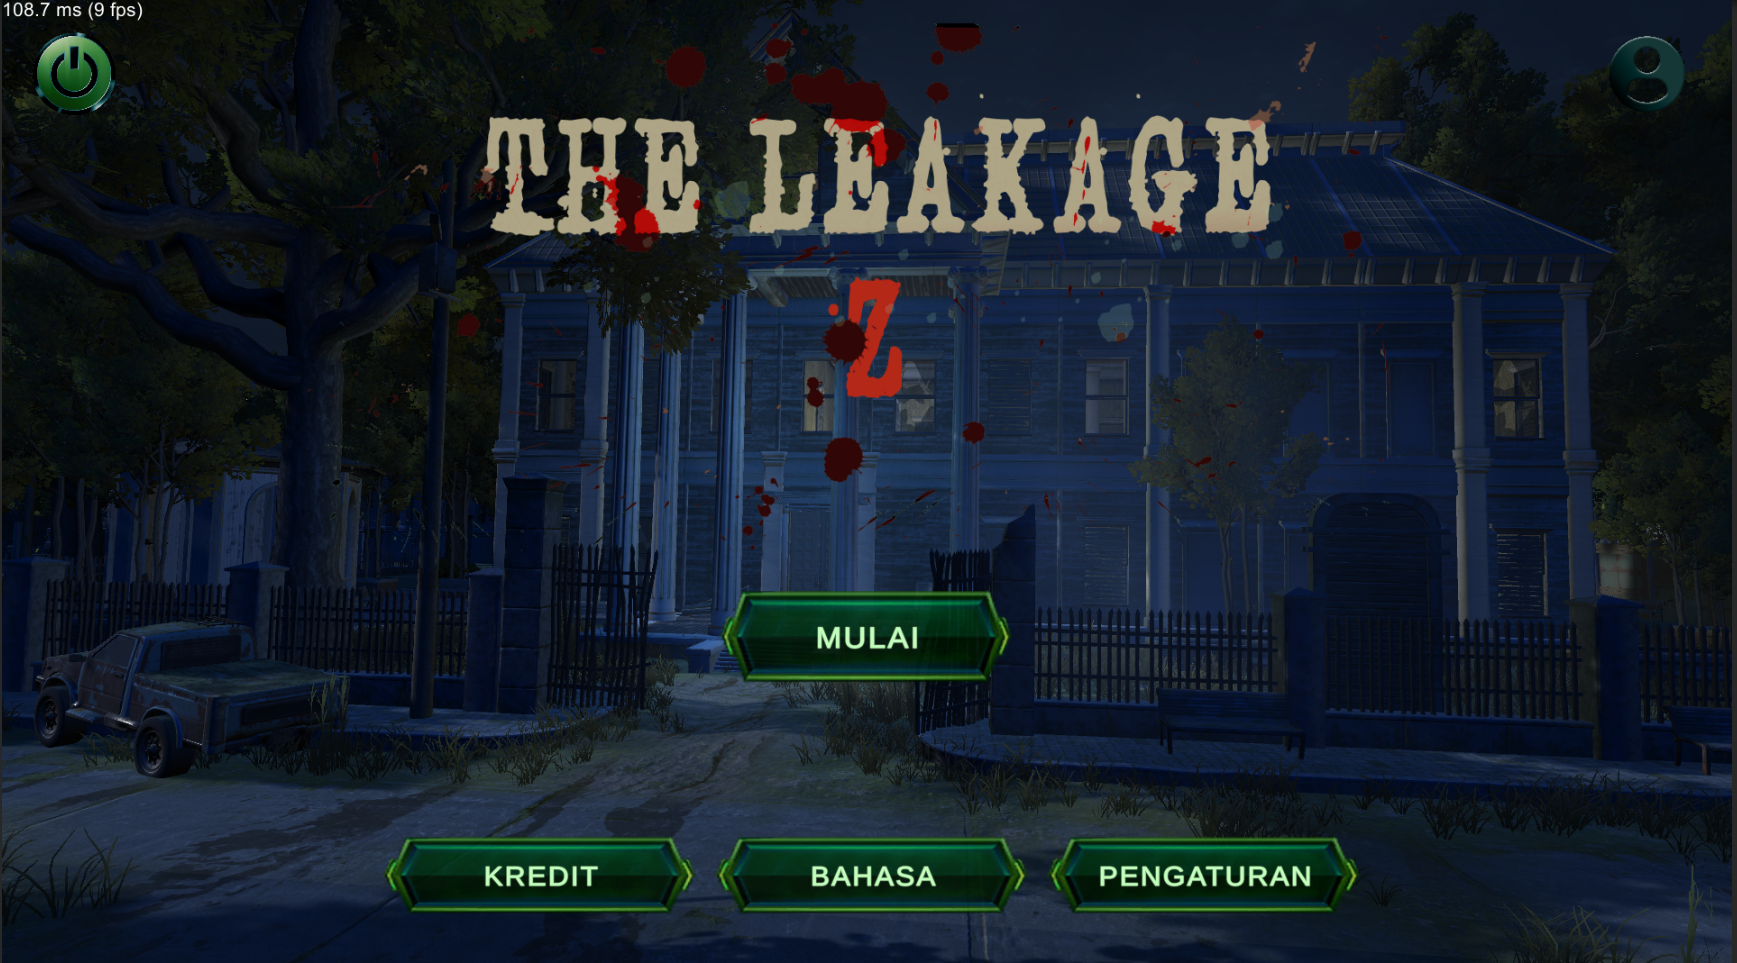 108.7 ms (9 fps)
THE LEAKAGE
Z
MULAI
KREDIT
BAHASA
PENGATURAN